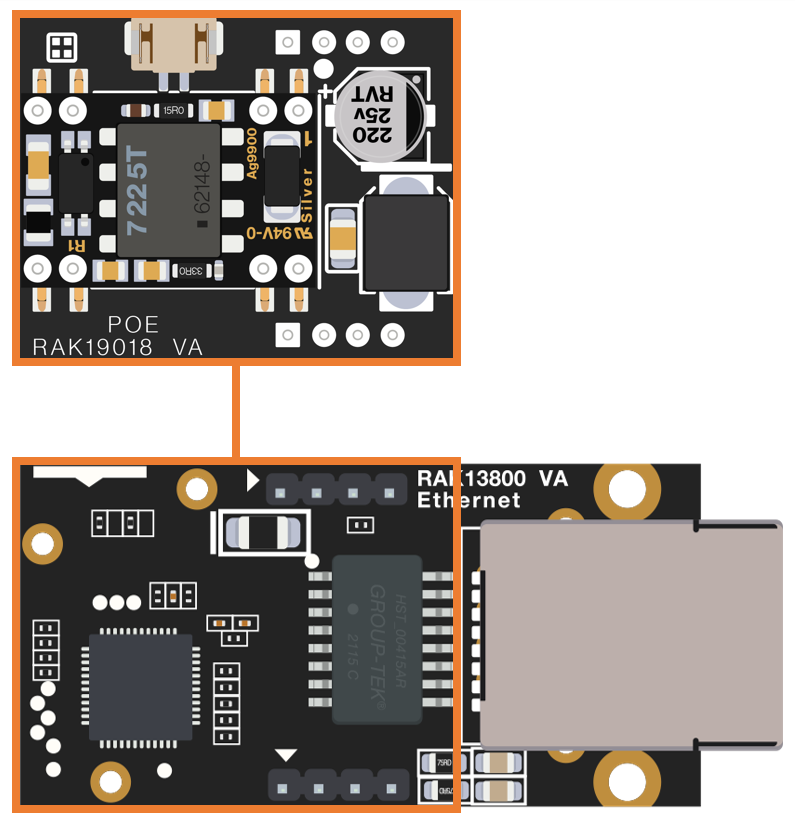 15R0
220
25v
RVT
+
Ag9900
7225T
62148-
Silver T
94V-0
R1
33R0
POE
RAK19018 VA
RAK13800 VA
Ethernet
HST_00415AR
GROUP-TEK®
2115 C
75R0
75R0